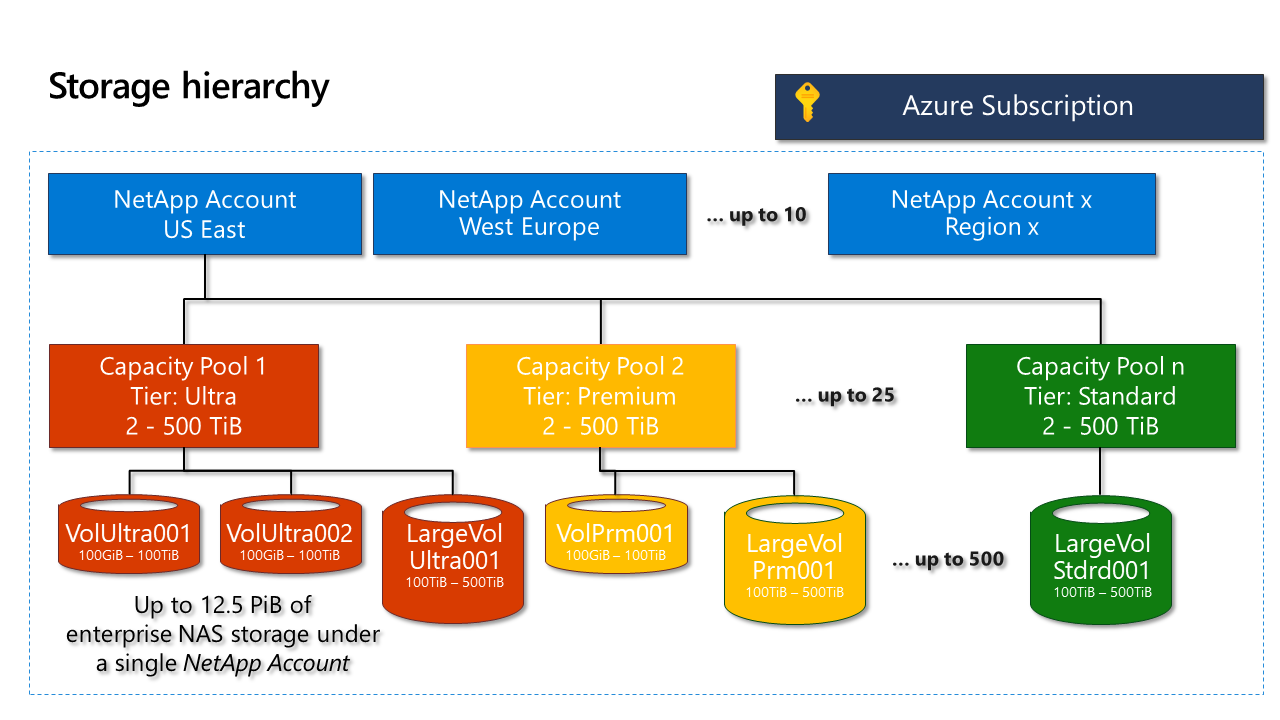 Storage hierarchy
Azure Subscription
NetApp Account
US East
NetApp Account
West Europe
... up to 10
NetApp Account x
Region x
Capacity Pool 1
Tier: Ultra
2 - 500 TiB
Capacity Pool 2
Tier: Premium
2 - 500 TiB
... up to 25
Capacity Pool n
Tier: Standard
2 - 500 TiB
VolUltra001
100GiB – 100TiB
VolUltra002
100GiB – 100TiB
LargeVol
Ultra001
100TiB – 500TiB
VolPrm001
100GiB – 100TiB
LargeVol
Prm001
100TiB – 500TiB
... up to 500
LargeVol
Stdrd001
100TiB – 500TiB
Up to 12.5 PiB of
enterprise NAS storage under
a single NetApp Account